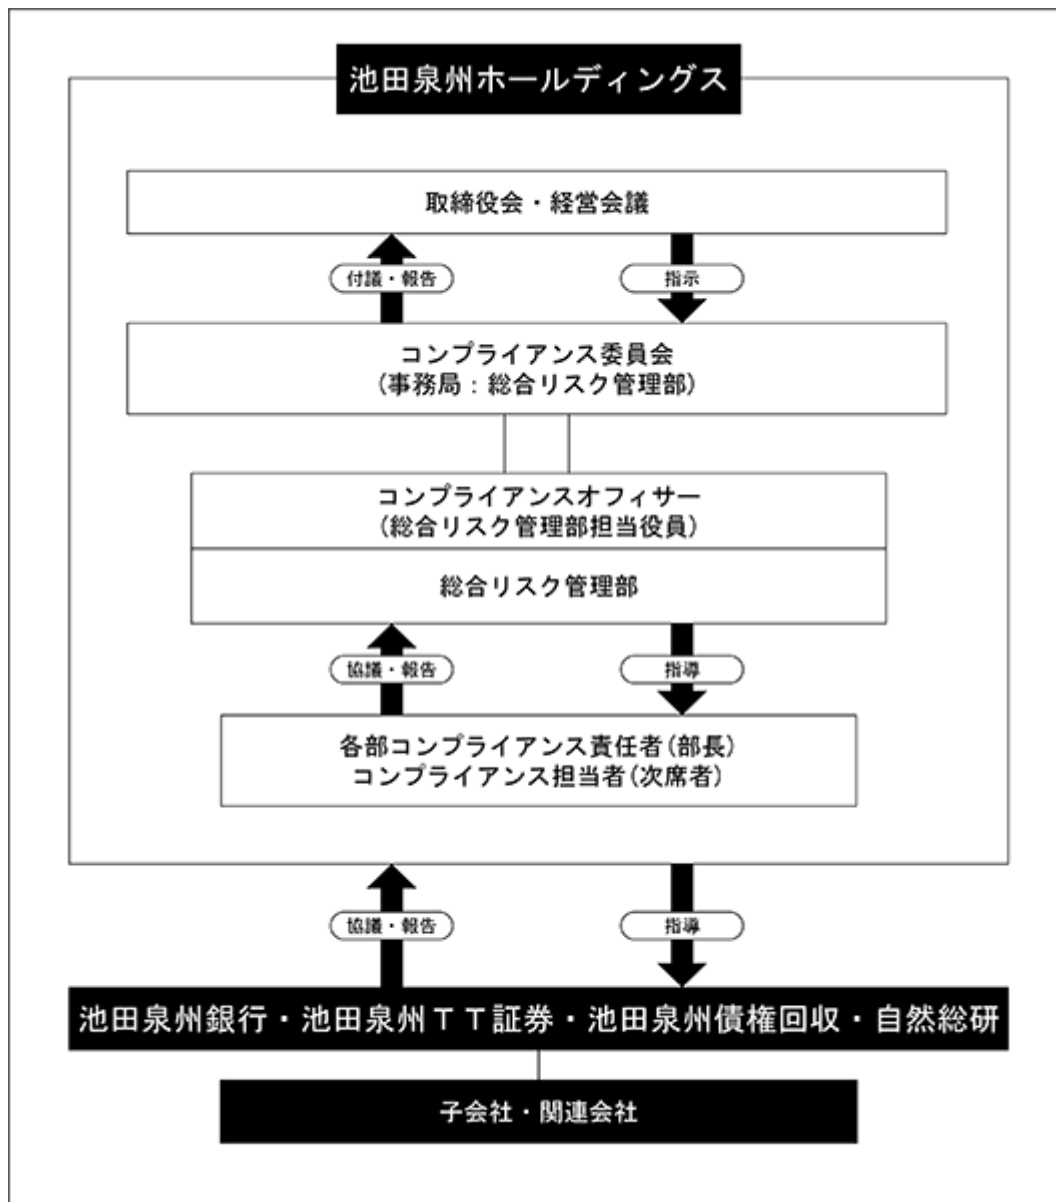 池田泉州ホールディングス
取締役会・経営会議
付議・報告
指示
コンプライアンス委員会
(事務局：総合リスク管理部)
コンプライアンスオフィサー
(総合リスク管理部担当役員)
総合リスク管理部
協議・報告
指導
各部コンプライアンス責任者(部長)
コンプライアンス担当者(次席者)
協議・報告
指導
池田泉州銀行・池田泉州ＴＴ証券・池田泉州債権回収・自然総研
子会社・関連会社